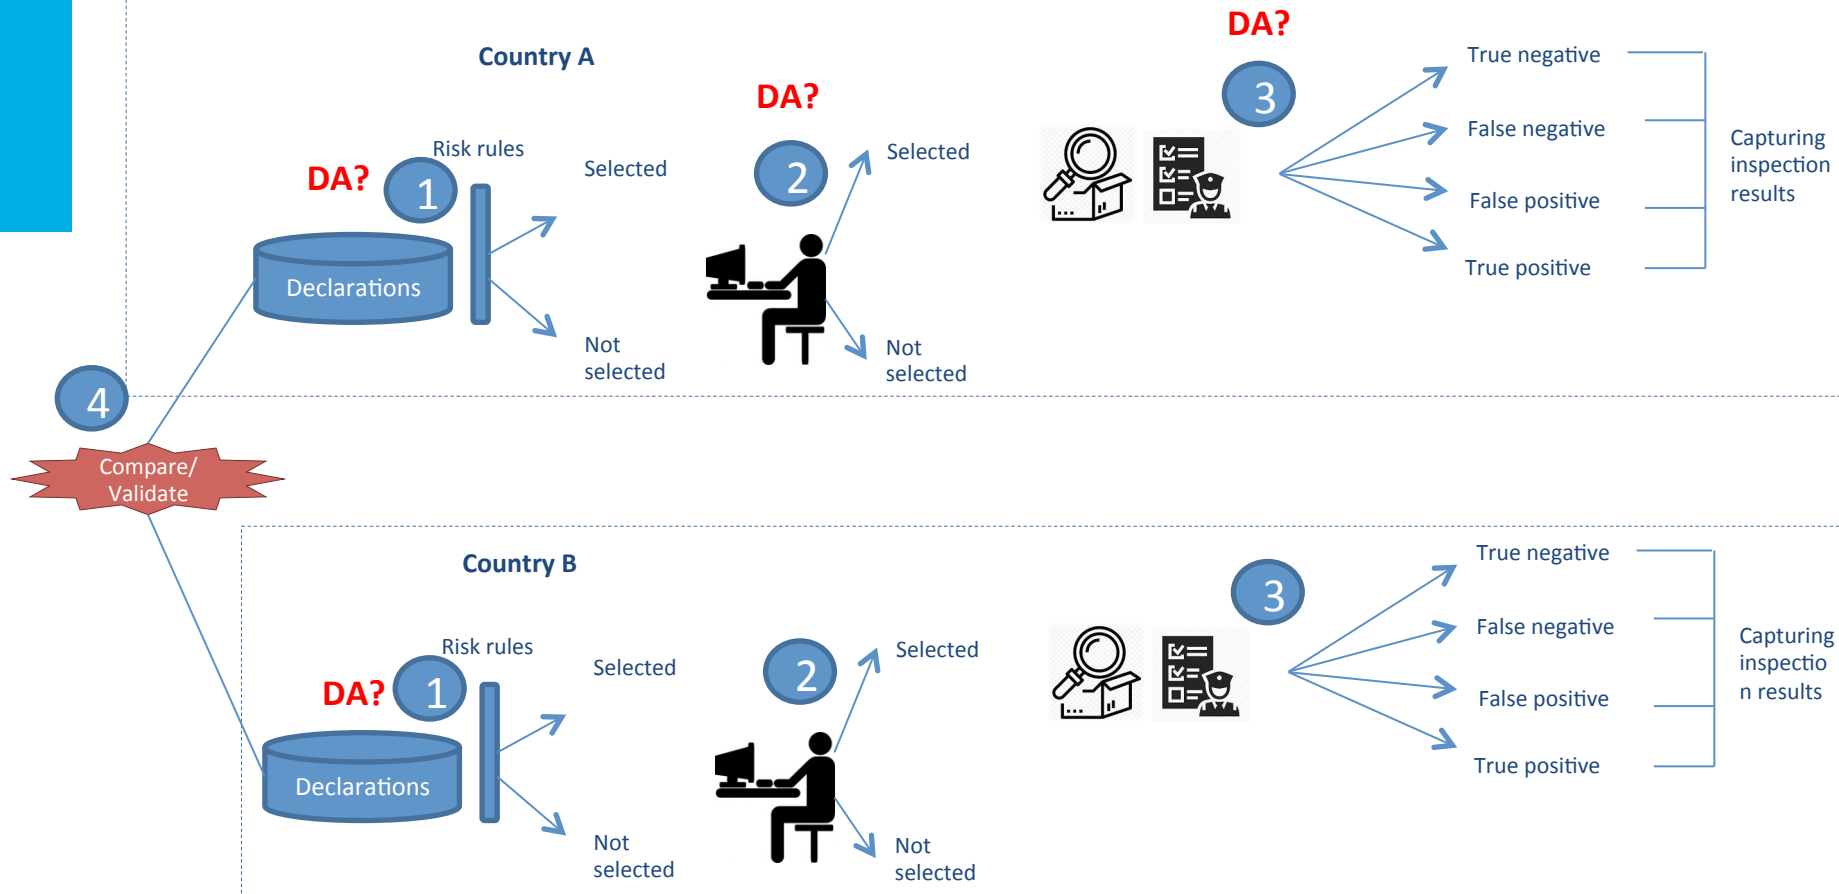 DA?
Country A
True negative
DA?
3
False negative
Capturing
inspection
results
Risk rules
Selected
2
Selected
DA?
1
False positive
True positive
Declarations
Not
selected
Not
selected
4
Compare/
Validate
Country B
True negative
3
False negative
Capturing
inspectio
n results
Risk rules
Selected
2
Selected
DA?
1
False positive
True positive
Declarations
Not
selected
Not
selected